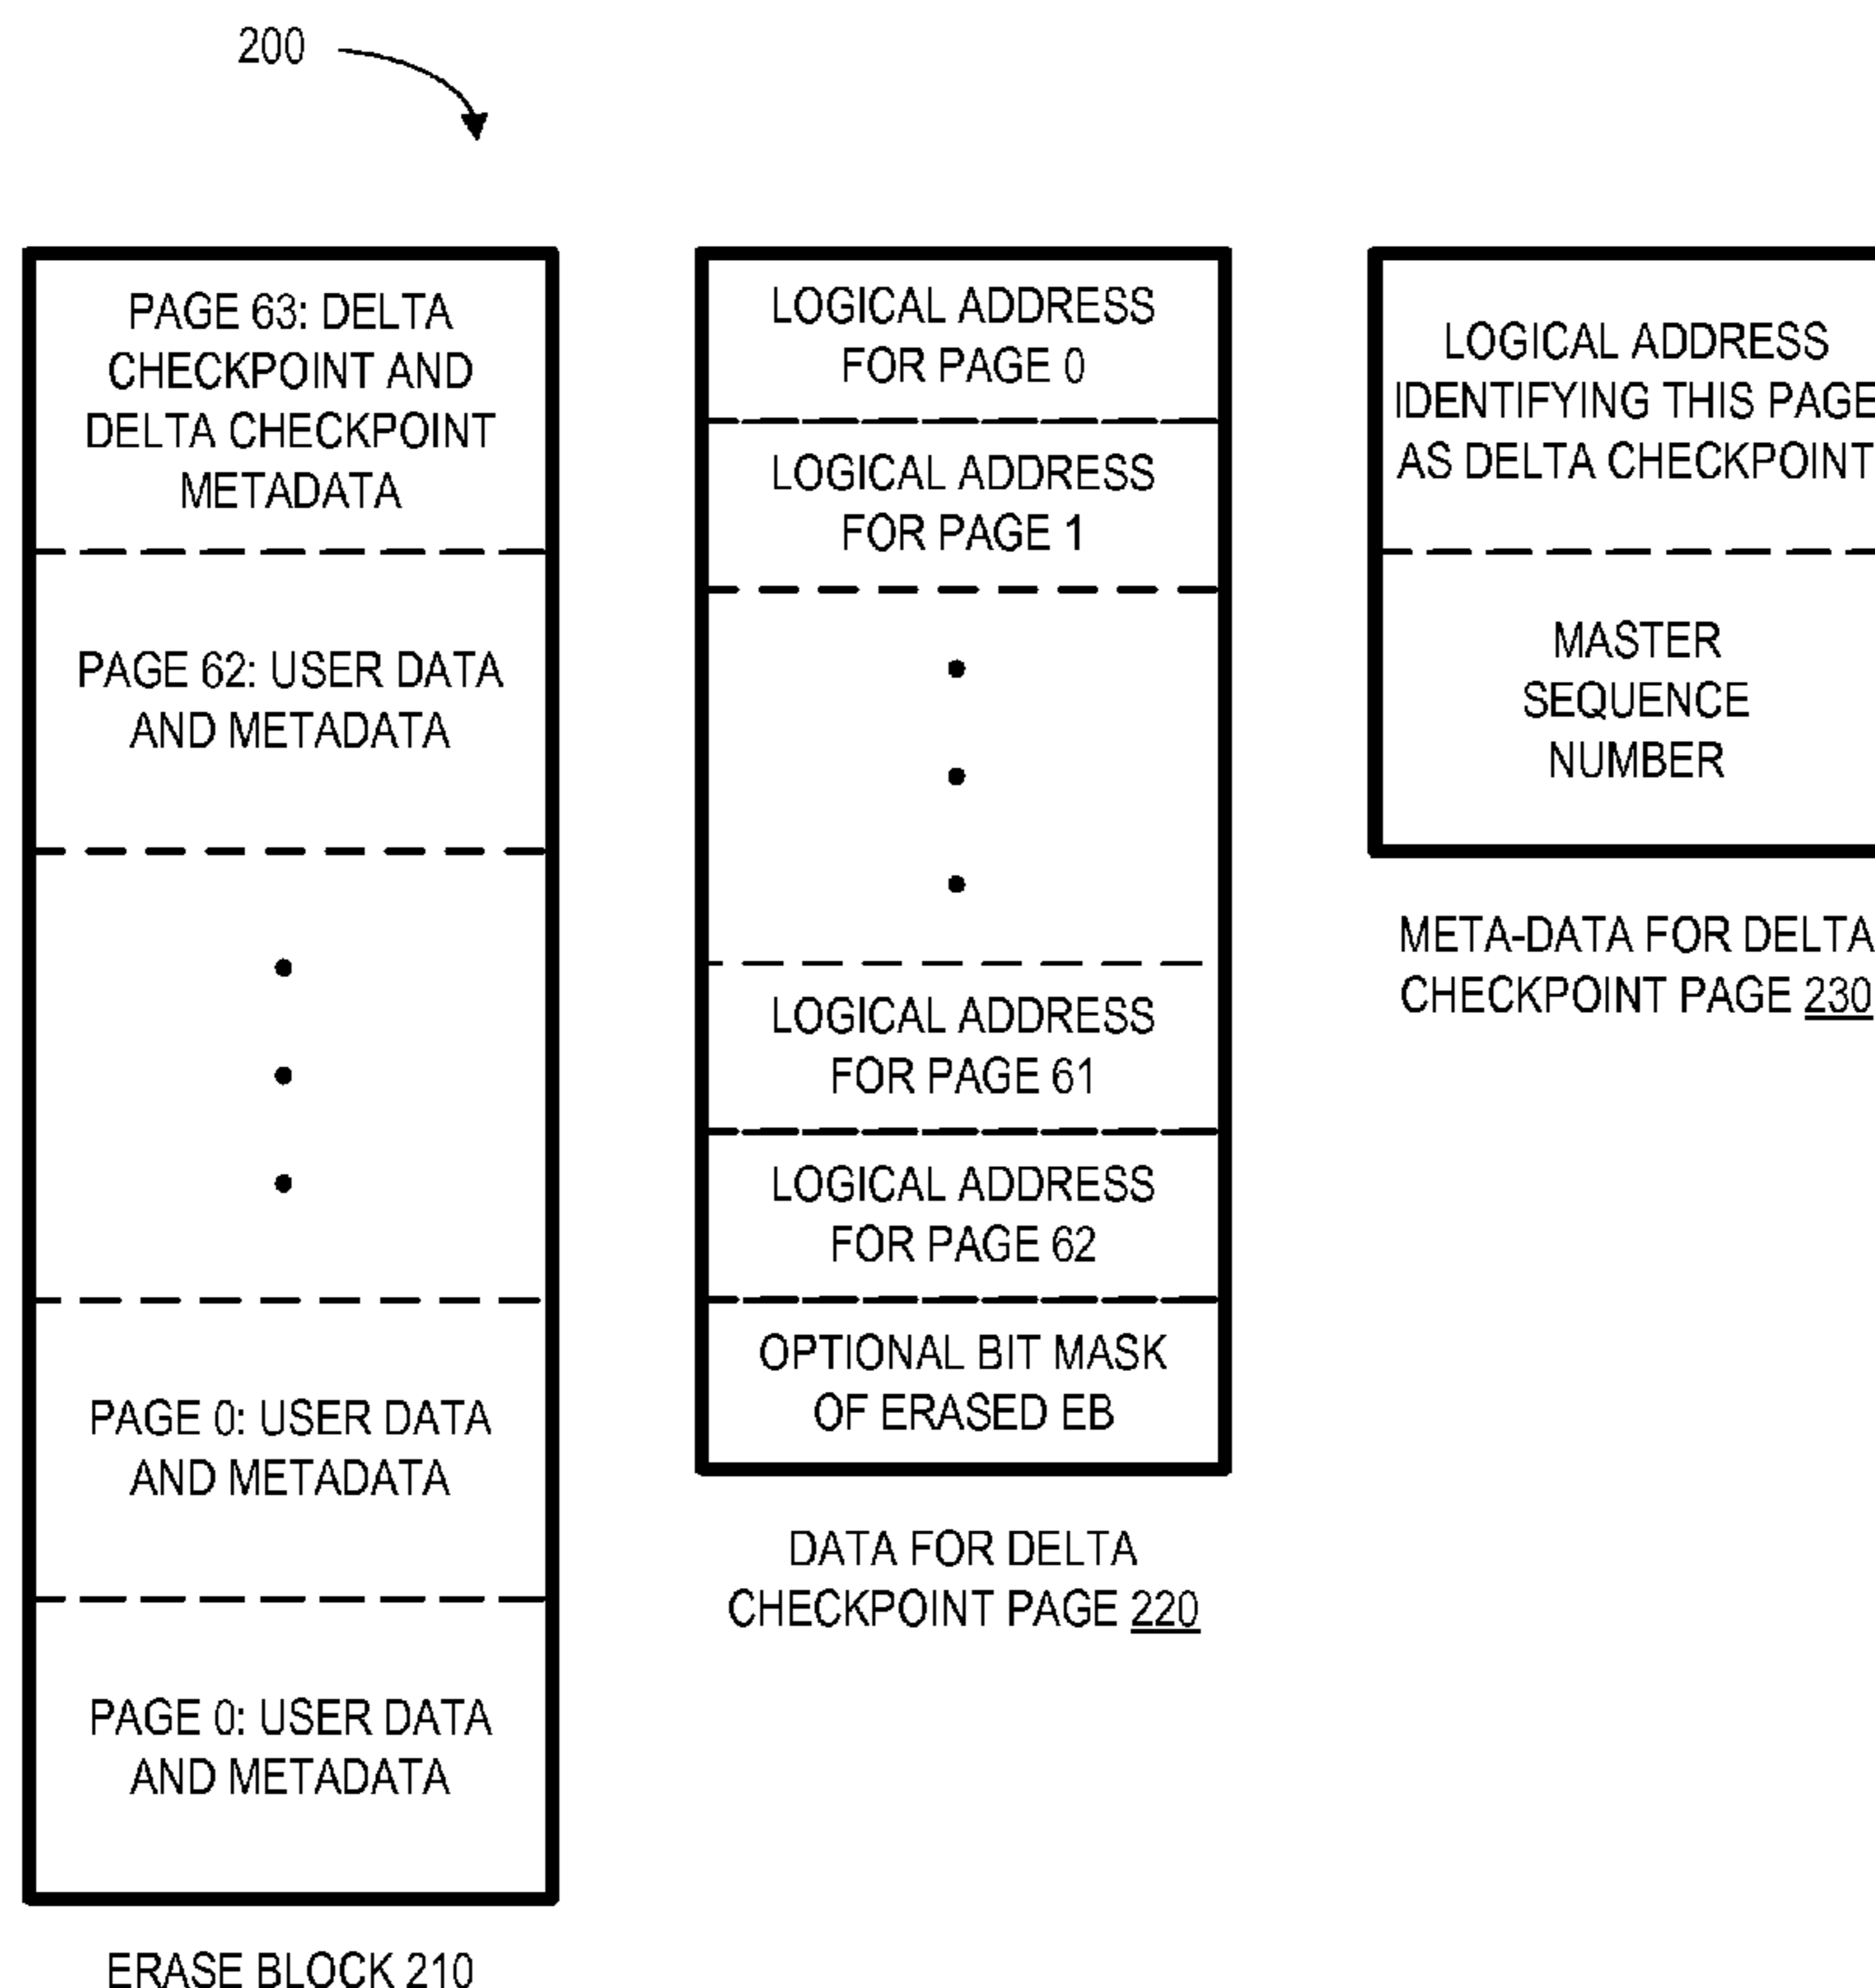 200
PAGE 63: DELTA
CHECKPOINT AND
DELTA CHECKPOINT
METADATA
PAGE 62: USER DATA
AND METADATA
PAGE 0: USER DATA
AND METADATA
PAGE 0: USER DATA
AND METADATA
ERASE BLOCK 210
LOGICAL ADDRESS
FOR PAGE 0
LOGICAL ADDRESS
FOR PAGE 1
LOGICAL ADDRESS
FOR PAGE 61
LOGICAL ADDRESS
FOR PAGE 62
OPTIONAL BIT MASK
OF ERASED EB
DATA FOR DELTA
CHECKPOINT PAGE 220
LOGICAL ADDRESS
IDENTIFYING THIS PAGE
AS DELTA CHECKPOINT
MASTER
SEQUENCE
NUMBER
META-DATA FOR DELTA
CHECKPOINT PAGE 230